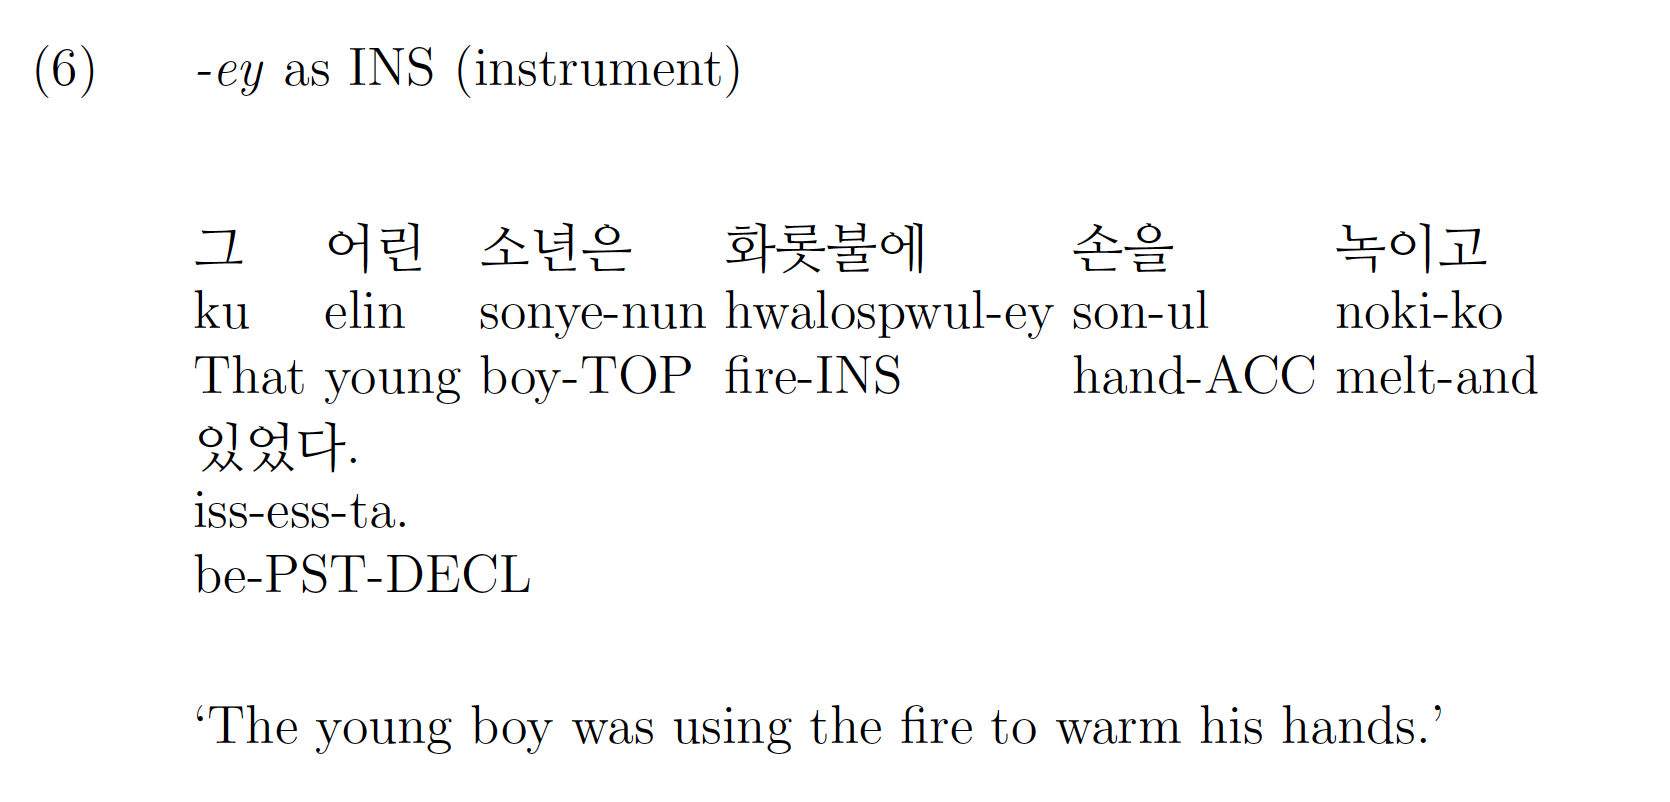 (6) -ey as INS (instrument)
그 어린 소년은 화롯불에 손을 녹이고
ku elin sonye-nun hwalospwul-ey son-ul noki-ko
That young boy-TOP fire-INS hand-ACC melt-and
있었다.
iss-ess-ta.
be-PST-DECL
‘The young boy was using the fire to warm his hands.’